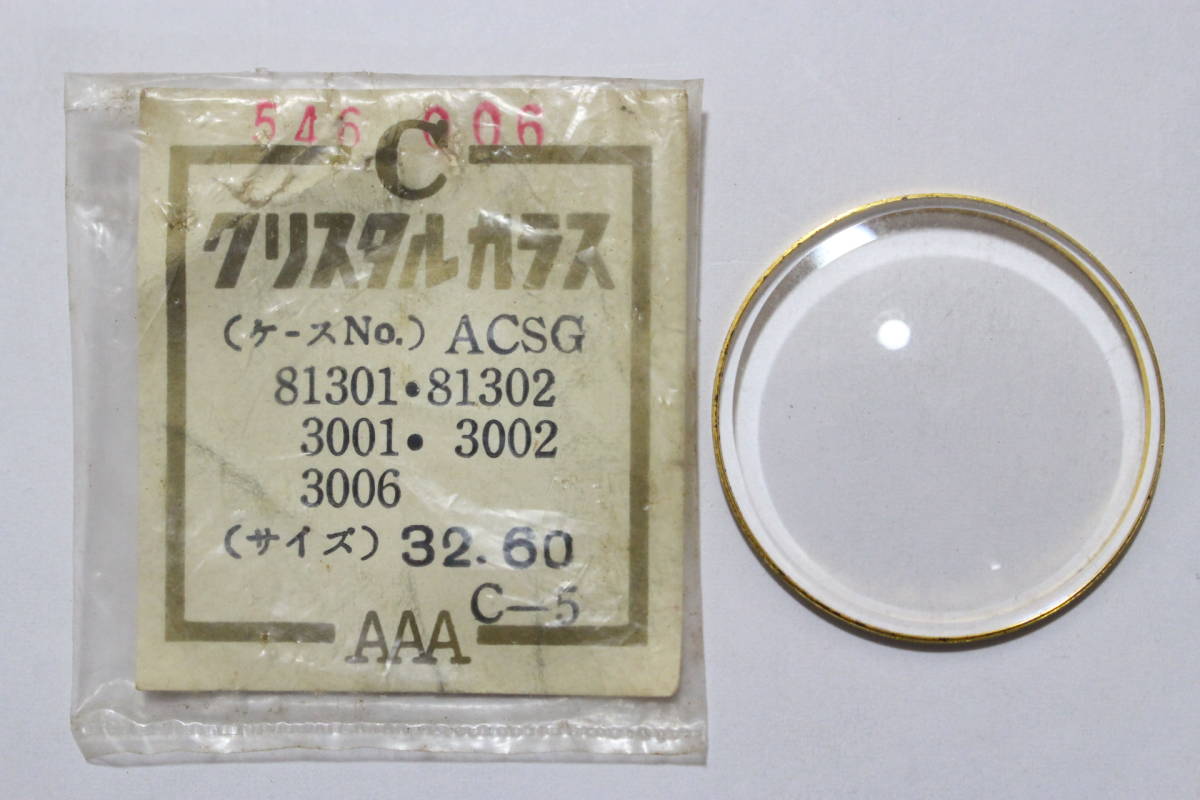 546 006
C
クリスタルガラス
(ケースNo.) ACSG
81301・81302
3001・3002
3006
(サイズ) 32.60
C-5
AAA